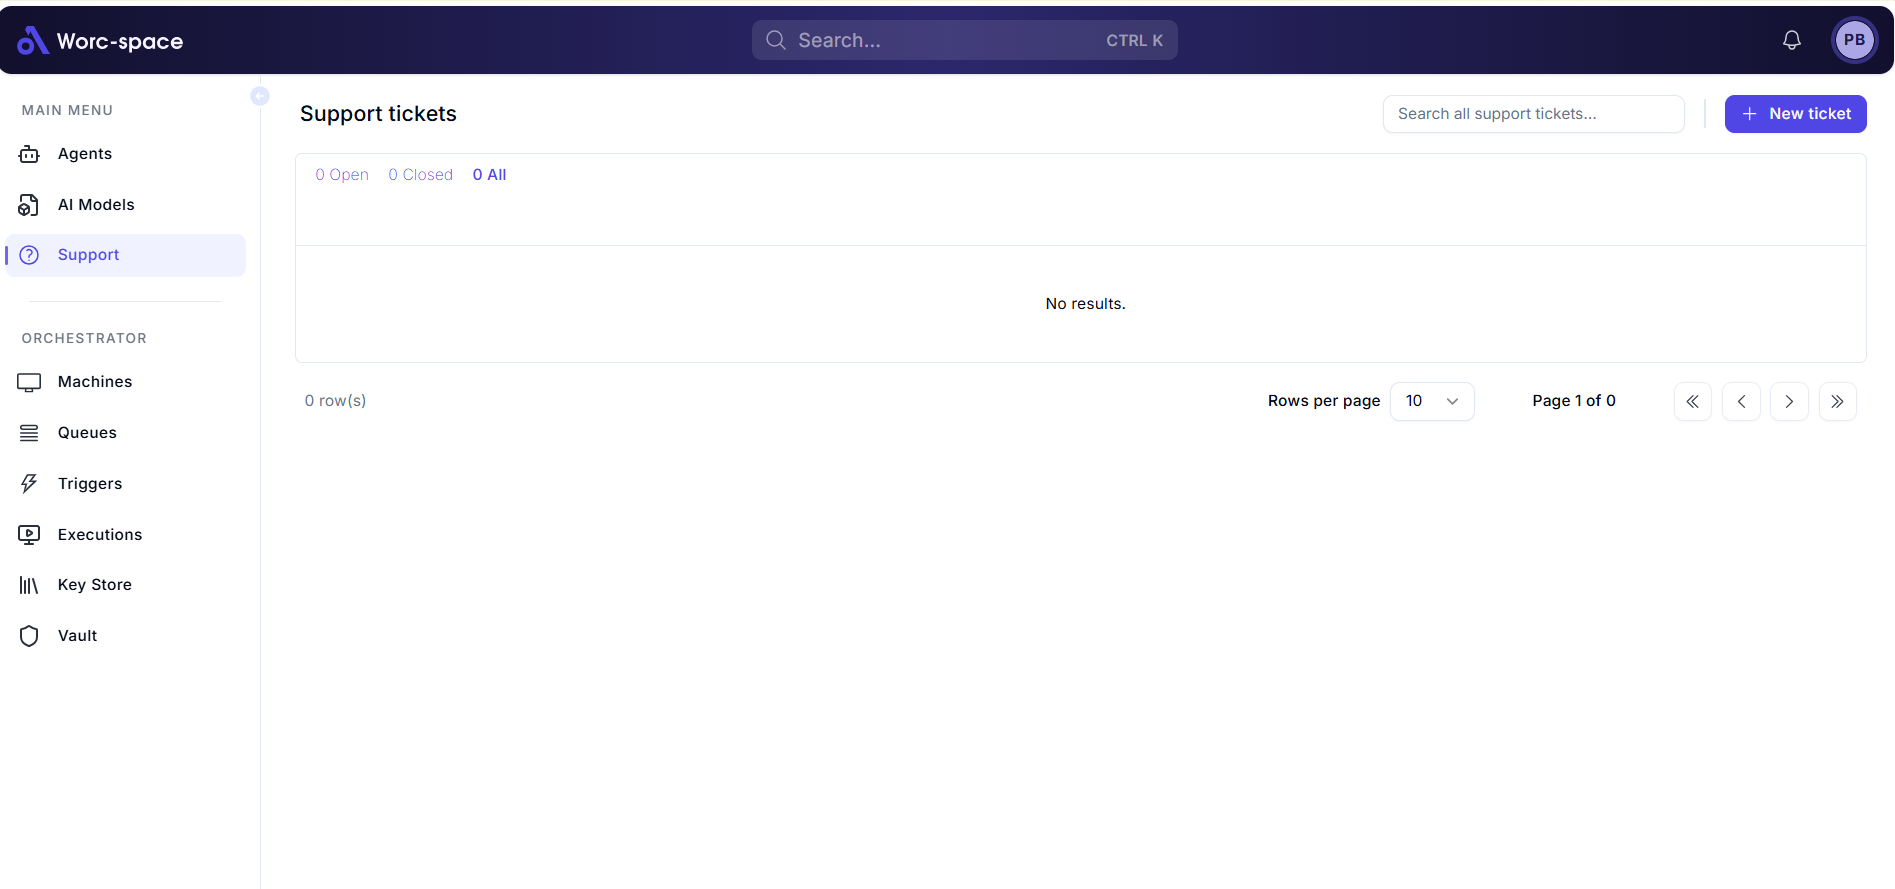 Worc-space
Search...
CTRL K
PB
MAIN MENU
Agents
AI Models
Support
ORCHESTRATOR
Machines
Queues
Triggers
Executions
Key Store
Vault
Support tickets
Search all support tickets...
New ticket
0 Open
0 Closed
0 All
No results.
0 row(s)
Rows per page
10
Page 1 of 0